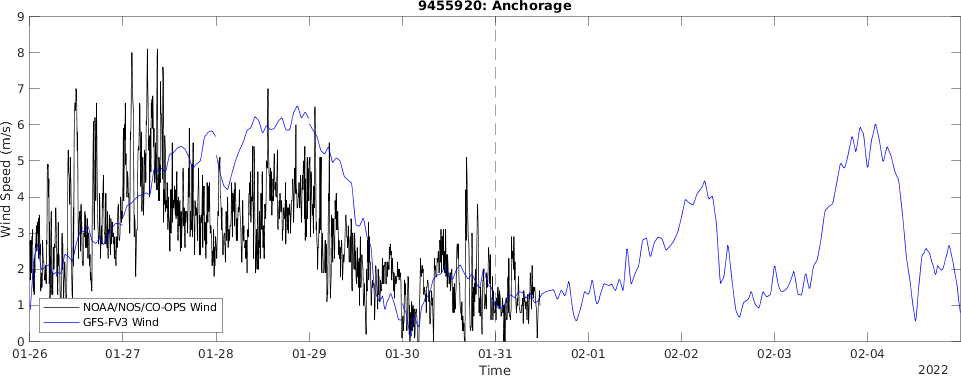 9455920: Anchorage
9
8
7
6
5
4
3
2
1
0
Wind Speed (m/s)
NOAA/NOS/CO-OPS Wind
GFS-FV3 Wind
01-26 01-27 01-28 01-29 01-30 01-31 02-01 02-02 02-03 02-04
Time
2022